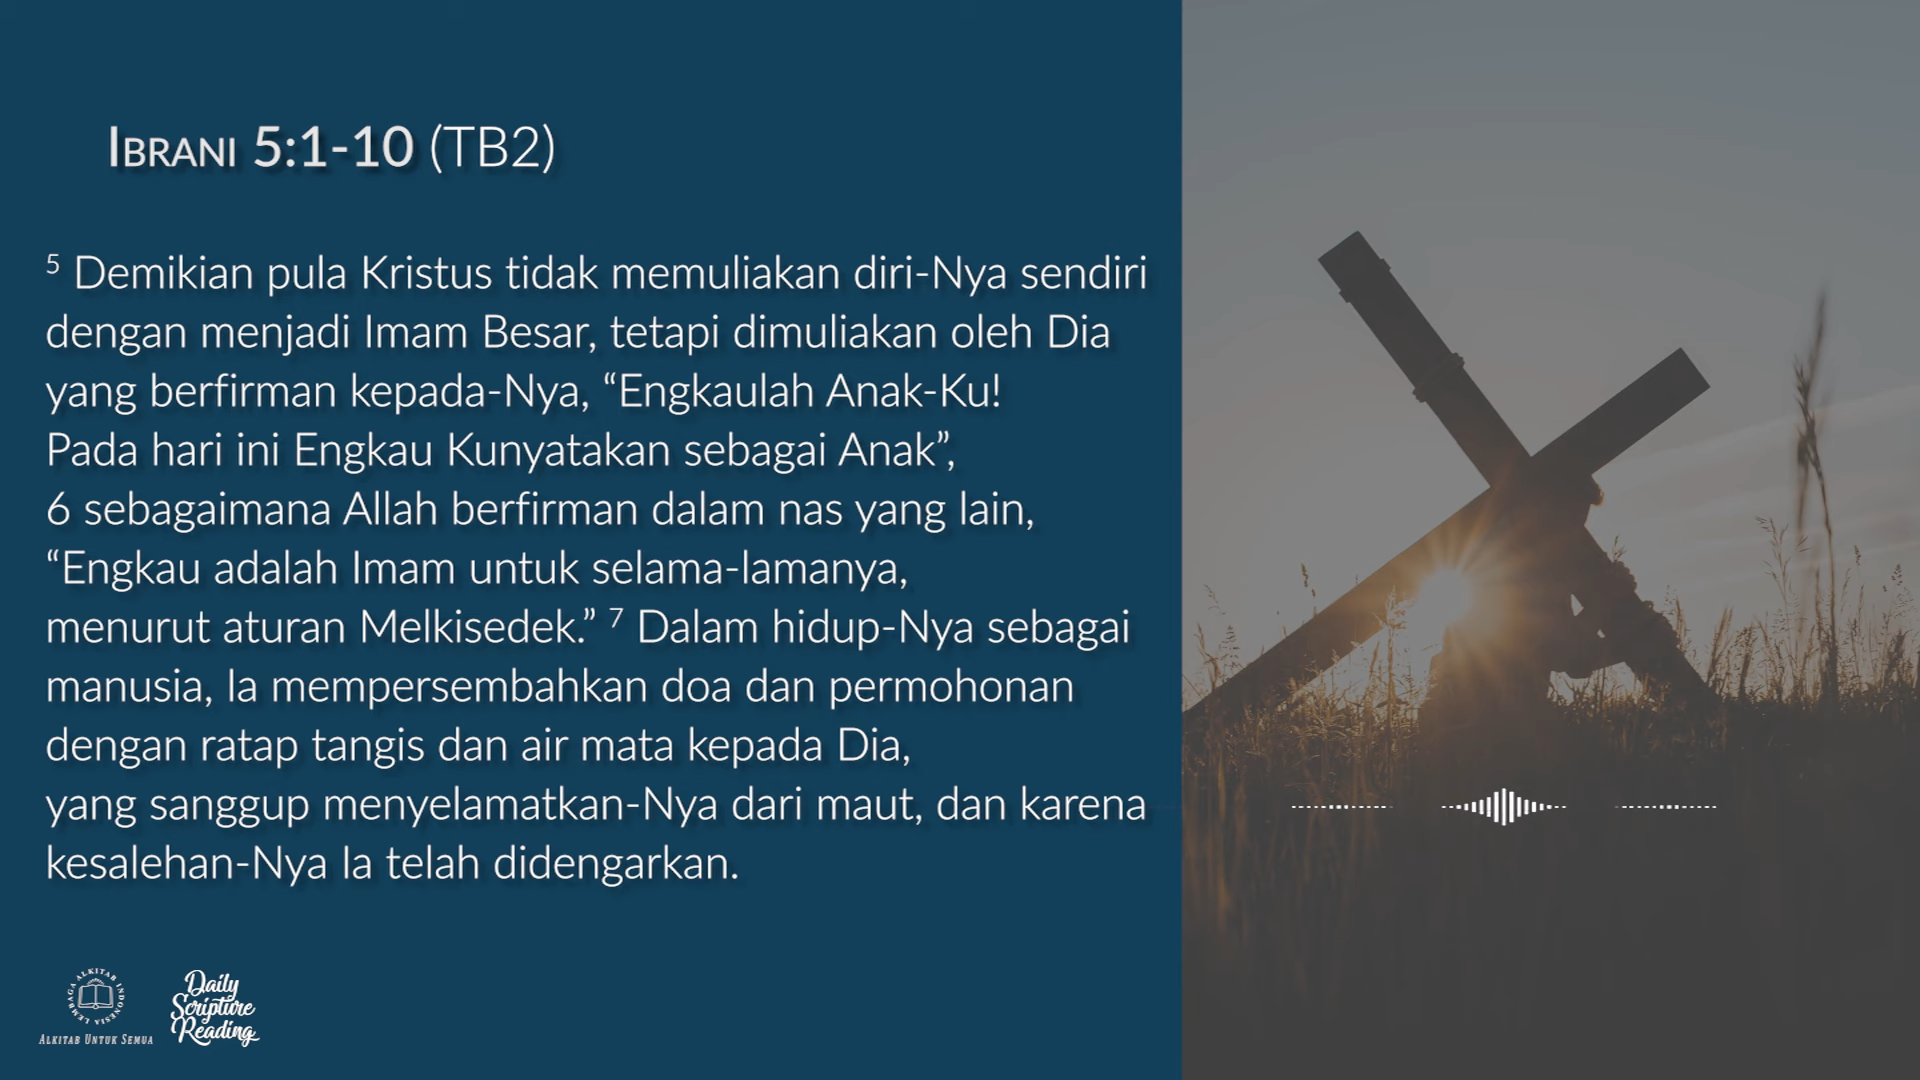 IBRANI 5:1-10 (TB2)
5 Demikian pula Kristus tidak memuliakan diri-Nya sendiri
dengan menjadi Imam Besar, tetapi dimuliakan oleh Dia
yang berfirman kepada-Nya, “Engkaulah Anak-Ku!
Pada hari ini Engkau Kunyatakan sebagai Anak”,
6 sebagaimana Allah berfirman dalam nas yang lain,
“Engkau adalah Imam untuk selama-lamanya,
menurut aturan Melkisedek.” 7 Dalam hidup-Nya sebagai
manusia, Ia mempersembahkan doa dan permohonan
dengan ratap tangis dan air mata kepada Dia,
yang sanggup menyelamatkan-Nya dari maut, dan karena
kesalehan-Nya Ia telah didengarkan.
LEMBAGA ALKITAB INDONESIA
ALKITAB UNTUK SEMUA
Daily
Scripture
Reading